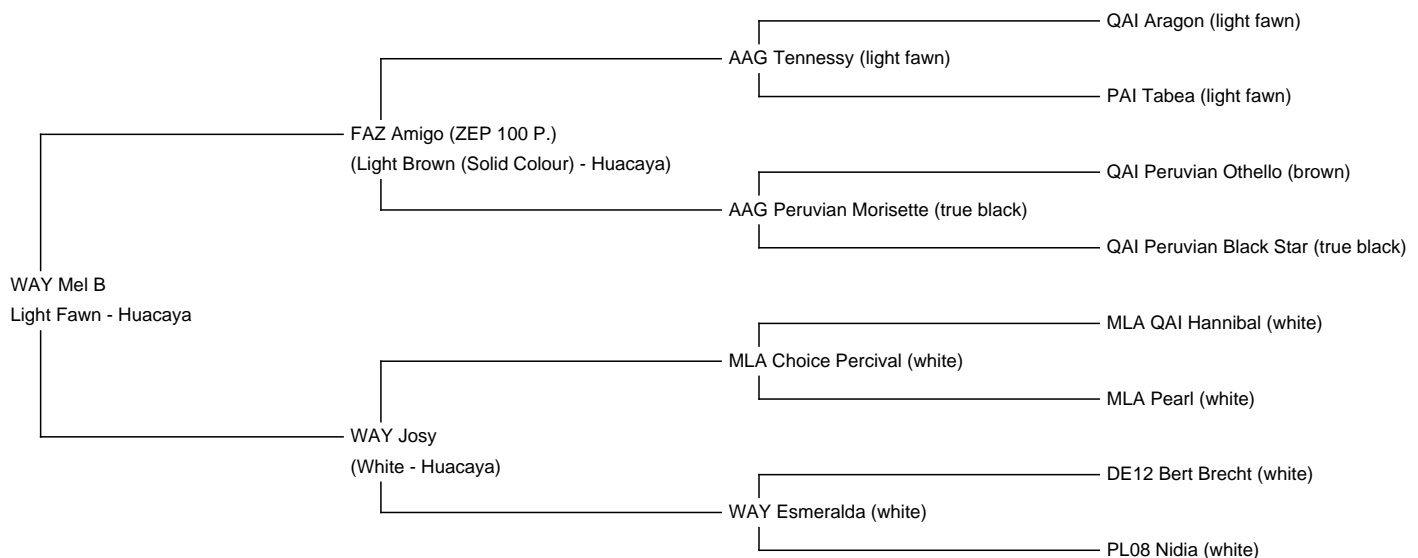 QAI Aragon (light fawn)
AAG Tennessy (light fawn)
PAI Tabea (light fawn)
FAZ Amigo (ZEP 100 P.)
(Light Brown (Solid Colour) - Huacaya)
QAI Peruvian Othello (brown)
AAG Peruvian Morisette (true black)
QAI Peruvian Black Star (true black)
WAY Mel B
Light Fawn - Huacaya
MLA QAI Hannibal (white)
MLA Choice Percival (white)
MLA Pearl (white)
WAY Josy
(White - Huacaya)
DE12 Bert Brecht (white)
WAY Esmeralda (white)
PL08 Nidia (white)